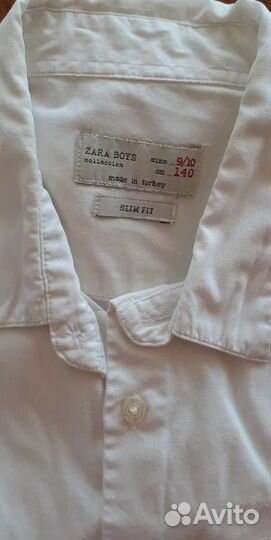 ZARA BOYS size...9/10
collection cm ...140
made in turkey
SLIM FIT
Avito